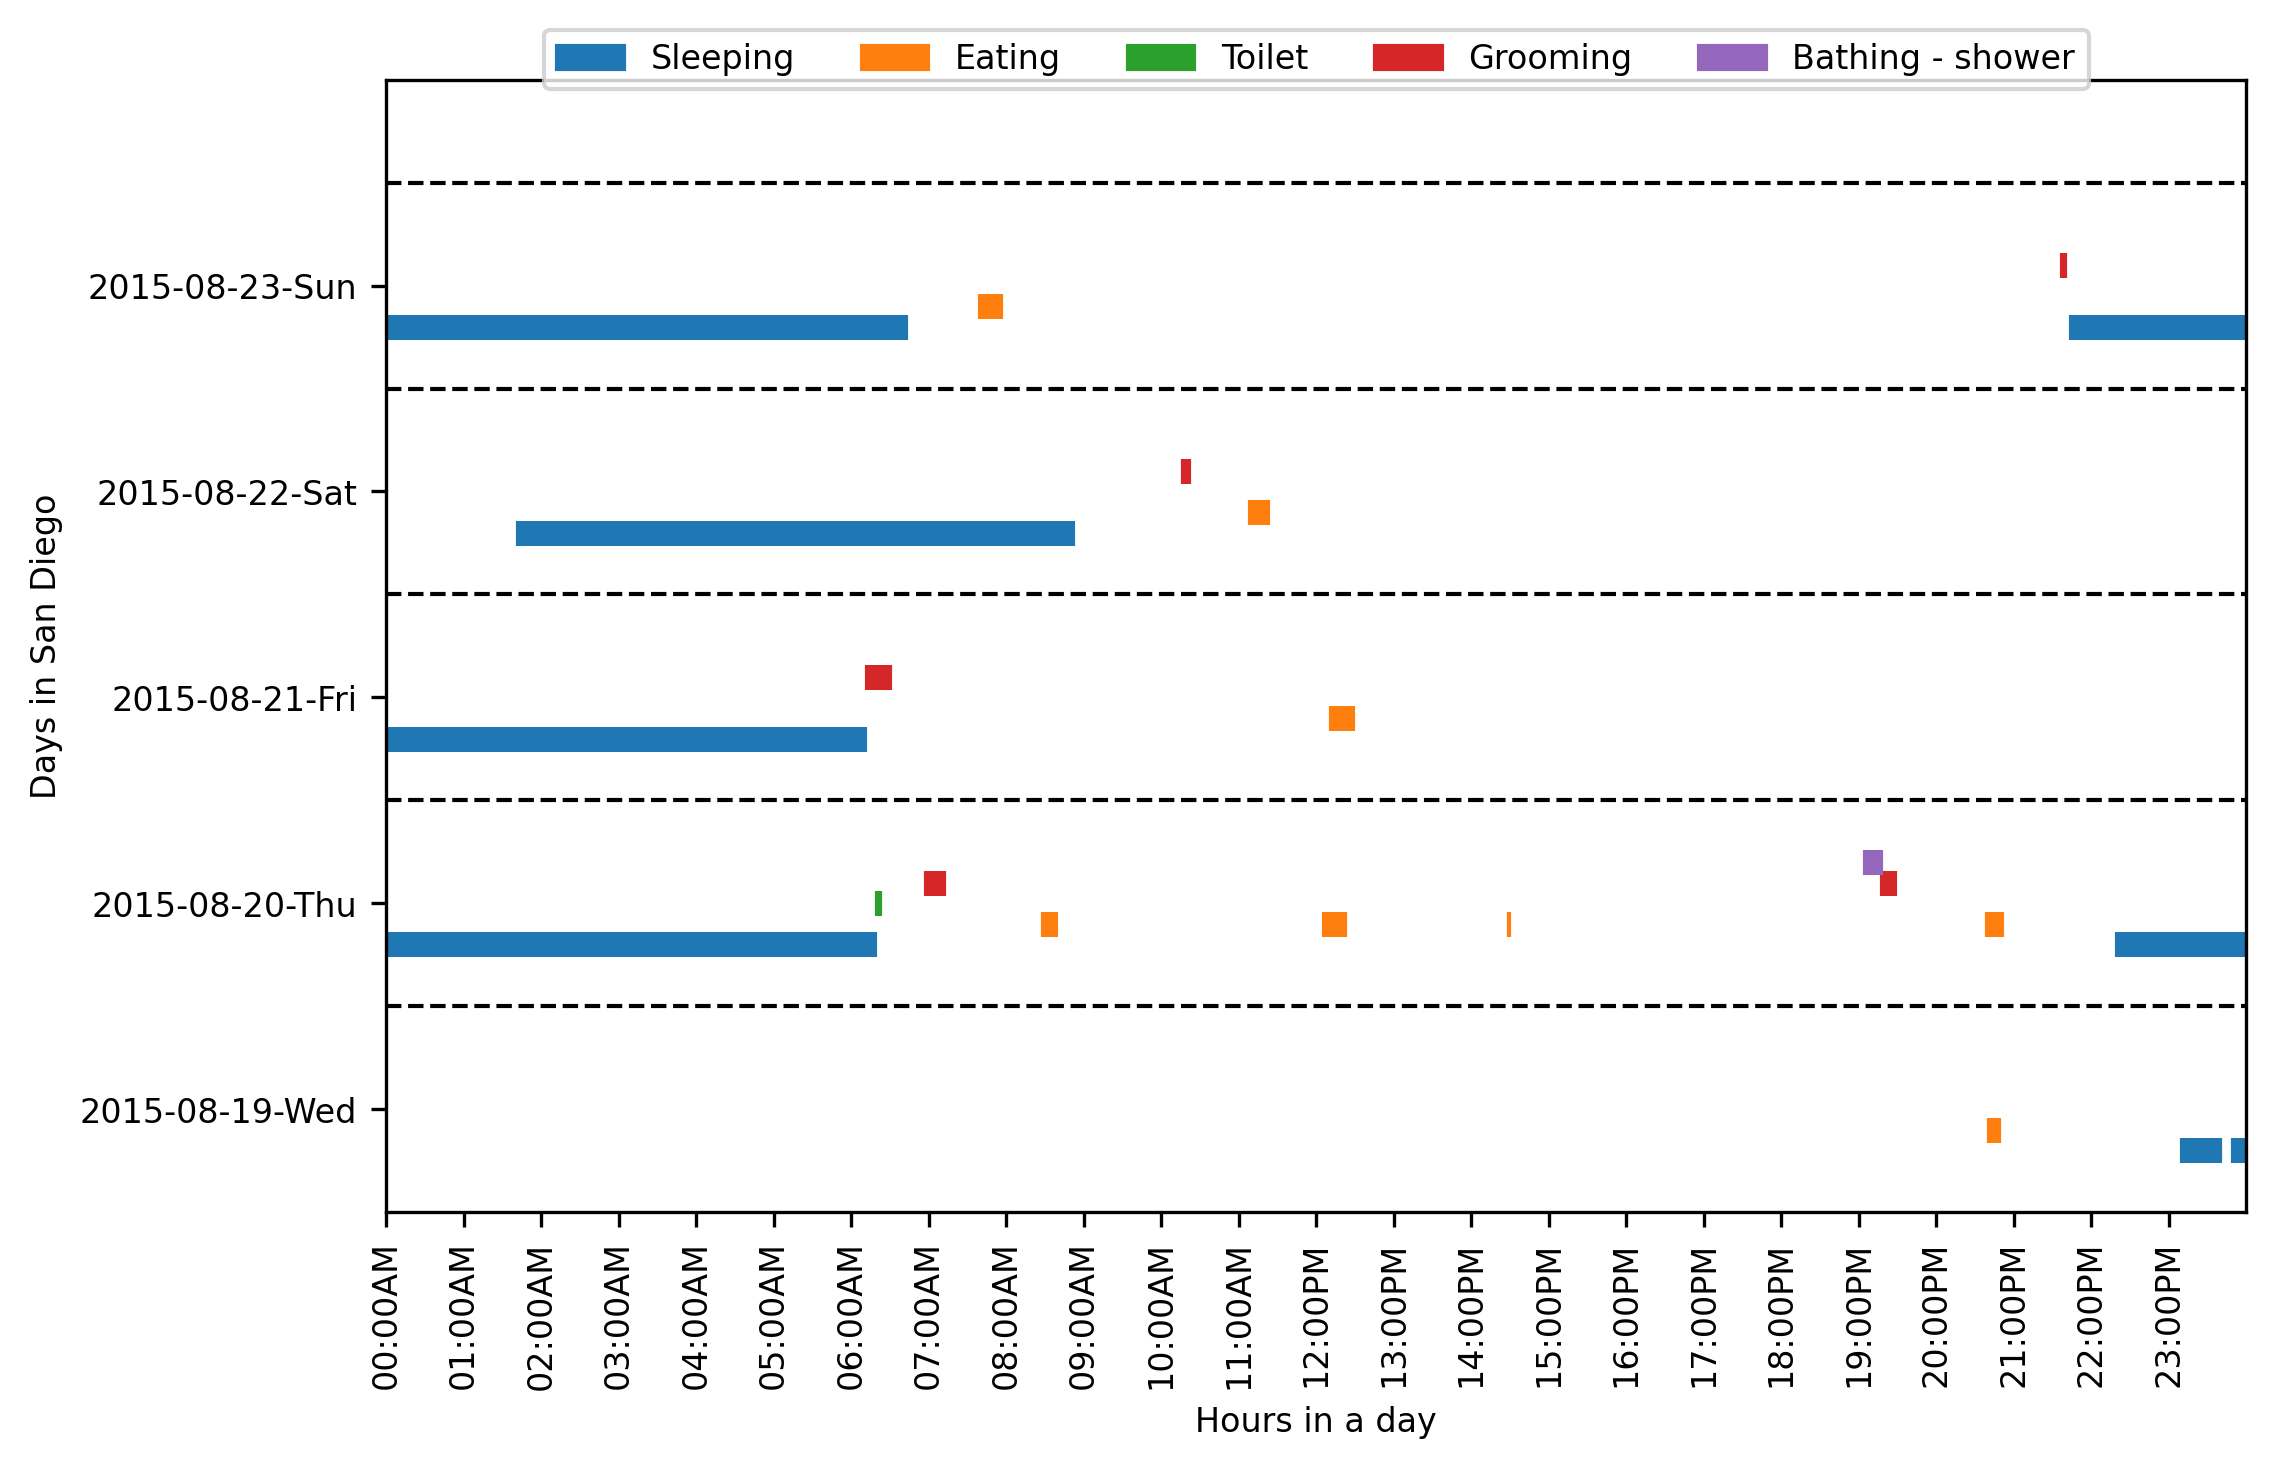 Sleeping Eating Toilet Grooming Bathing - shower
2015-08-23-Sun
2015-08-22-Sat
2015-08-21-Fri
2015-08-20-Thu
2015-08-19-Wed
Days in San Diego
00:00AM
01:00AM
02:00AM
03:00AM
04:00AM
05:00AM
06:00AM
07:00AM
08:00AM
09:00AM
10:00AM
11:00AM
12:00PM
13:00PM
14:00PM
15:00PM
16:00PM
17:00PM
18:00PM
19:00PM
20:00PM
21:00PM
22:00PM
23:00PM
Hours in a day